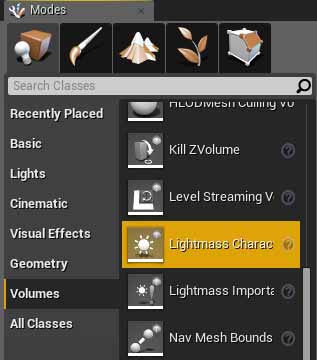 Modes
Search Classes
Recently Placed
Basic
Lights
Cinematic
Visual Effects
Geometry
Volumes
All Classes
HLODMesh Culling Vo
Kill ZVolume
Level Streaming V
Lightmass Charac
Lightmass Importa
Nav Mesh Bounds